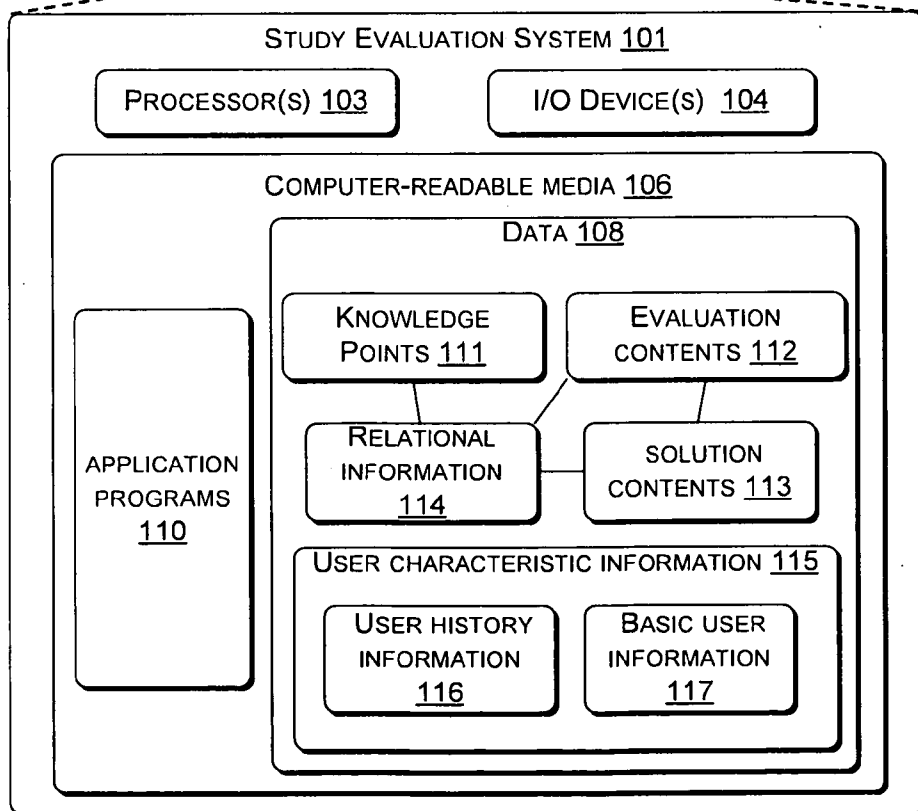 STUDY EVALUATION SYSTEM 101
PROCESSOR(S) 103
I/O DEVICE(S) 104
COMPUTER-READABLE MEDIA 106
DATA 108
KNOWLEDGE
POINTS 111
EVALUATION
CONTENTS 112
RELATIONAL
INFORMATION
114
SOLUTION
CONTENTS 113
APPLICATION
PROGRAMS
110
USER CHARACTERISTIC INFORMATION 115
USER HISTORY
INFORMATION
116
BASIC USER
INFORMATION
117